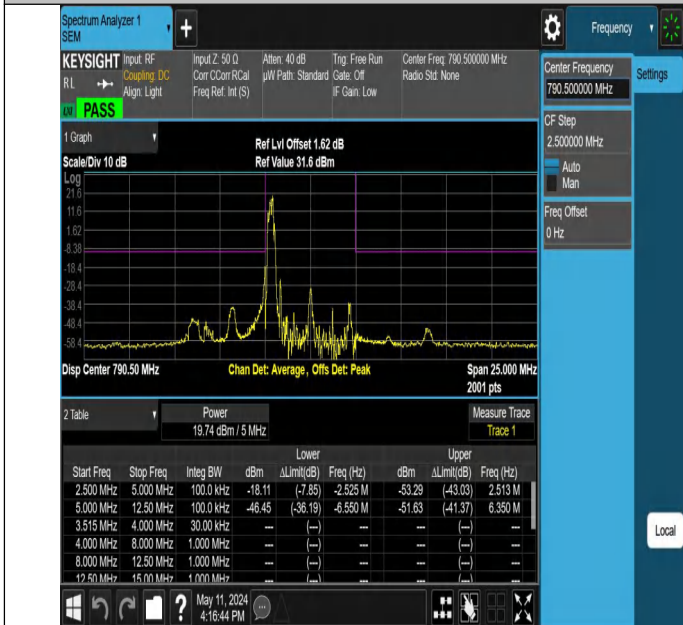 Spectrum Analyzer 1
SEM
+
Frequency
KEYSIGHT
RL
PASS
Input: RF
Coupling: DC
Align: Light
Input Z: 50 Ω
Corr CCorr RCal
Freq Ref: Int (S)
Atten: 40 dB
µW Path: Standard
Trig: Free Run
Gate: Off
IF Gain: Low
Center Freq: 790.500000 MHz
Radio Std: None
Center Frequency
790.500000 MHz
Settings
CF Step
2.500000 MHz
Auto
Man
Freq Offset
0 Hz
1 Graph
Scale/Div 10 dB
Ref Lvl Offset 1.62 dB
Ref Value 31.6 dBm
Log
21.6
11.6
1.62
-8.38
-18.4
-28.4
-38.4
-48.4
-58.4
Disp Center 790.50 MHz
Chan Det: Average , Offs Det: Peak
Span 25.000 MHz
2001 pts
2 Table
Power
19.74 dBm / 5 MHz
Measure Trace
Trace 1
Lower Upper
Start Freq Stop Freq Integ BW dBm ΔLimit(dB) Freq (Hz) dBm ΔLimit(dB) Freq (Hz)
2.500 MHz 5.000 MHz 100.0 kHz -18.11 (-7.85) -2.525 M -53.29 (-43.03) 2.513 M
5.000 MHz 12.50 MHz 100.0 kHz -46.45 (-36.19) -6.550 M -51.63 (-41.37) 6.350 M
3.515 MHz 4.000 MHz 30.00 kHz --- (---) --- --- (---) ---
4.000 MHz 8.000 MHz 1.000 MHz --- (---) --- --- (---) ---
8.000 MHz 12.50 MHz 1.000 MHz --- (---) --- --- (---) ---
12.50 MHz 15.00 MHz 1.000 MHz --- (---) --- --- (---) ---
Local
?
May 11, 2024
4:16:44 PM